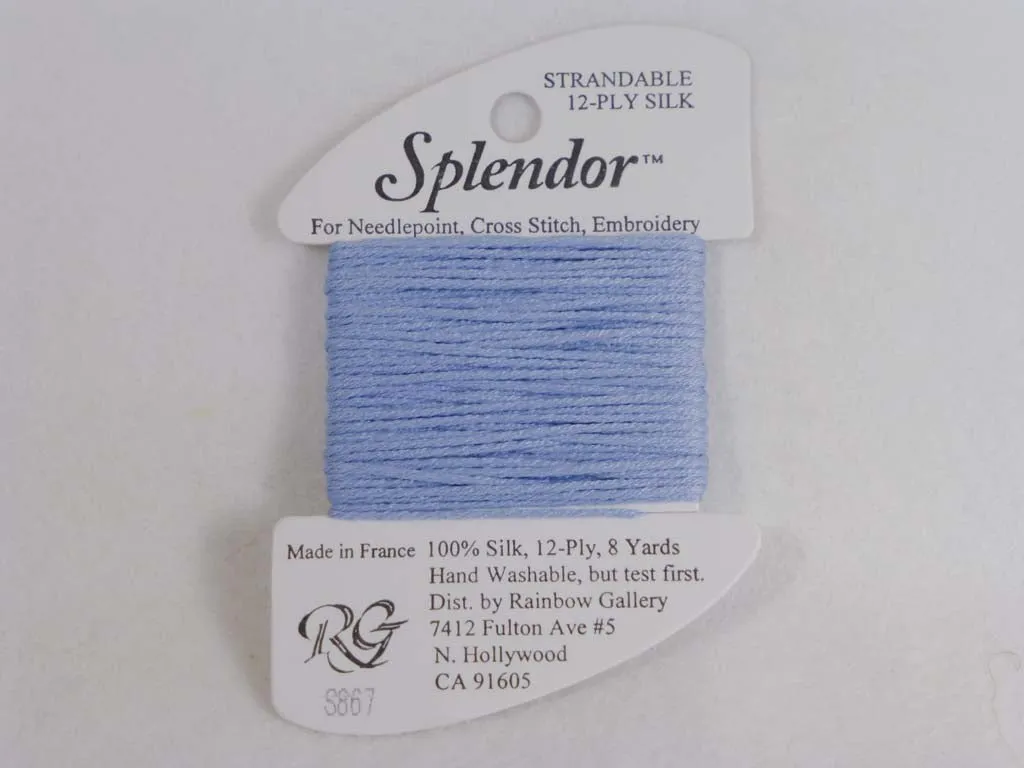 STRANDABLE
12-PLY SILK
Splendor™
For Needlepoint, Cross Stitch, Embroidery
Made in France
100% Silk, 12-Ply, 8 Yards
Hand Washable, but test first.
Dist. by Rainbow Gallery
7412 Fulton Ave #5
N. Hollywood
CA 91605
RG
S867